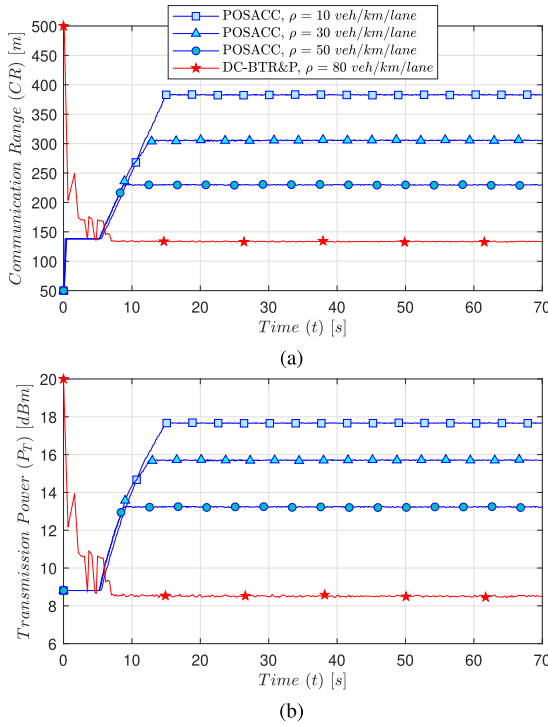 POSACC, ρ = 10 veh/km/lane
POSACC, ρ = 30 veh/km/lane
POSACC, ρ = 50 veh/km/lane
DC-BTR&P, ρ = 80 veh/km/lane
Communication Range (CR) [m]
500
450
400
350
300
250
200
150
100
50
0 10 20 30 40 50 60 70
Time (t) [s]
(a)
Transmission Power (P_T) [dBm]
20
18
16
14
12
10
8
6
0 10 20 30 40 50 60 70
Time (t) [s]
(b)